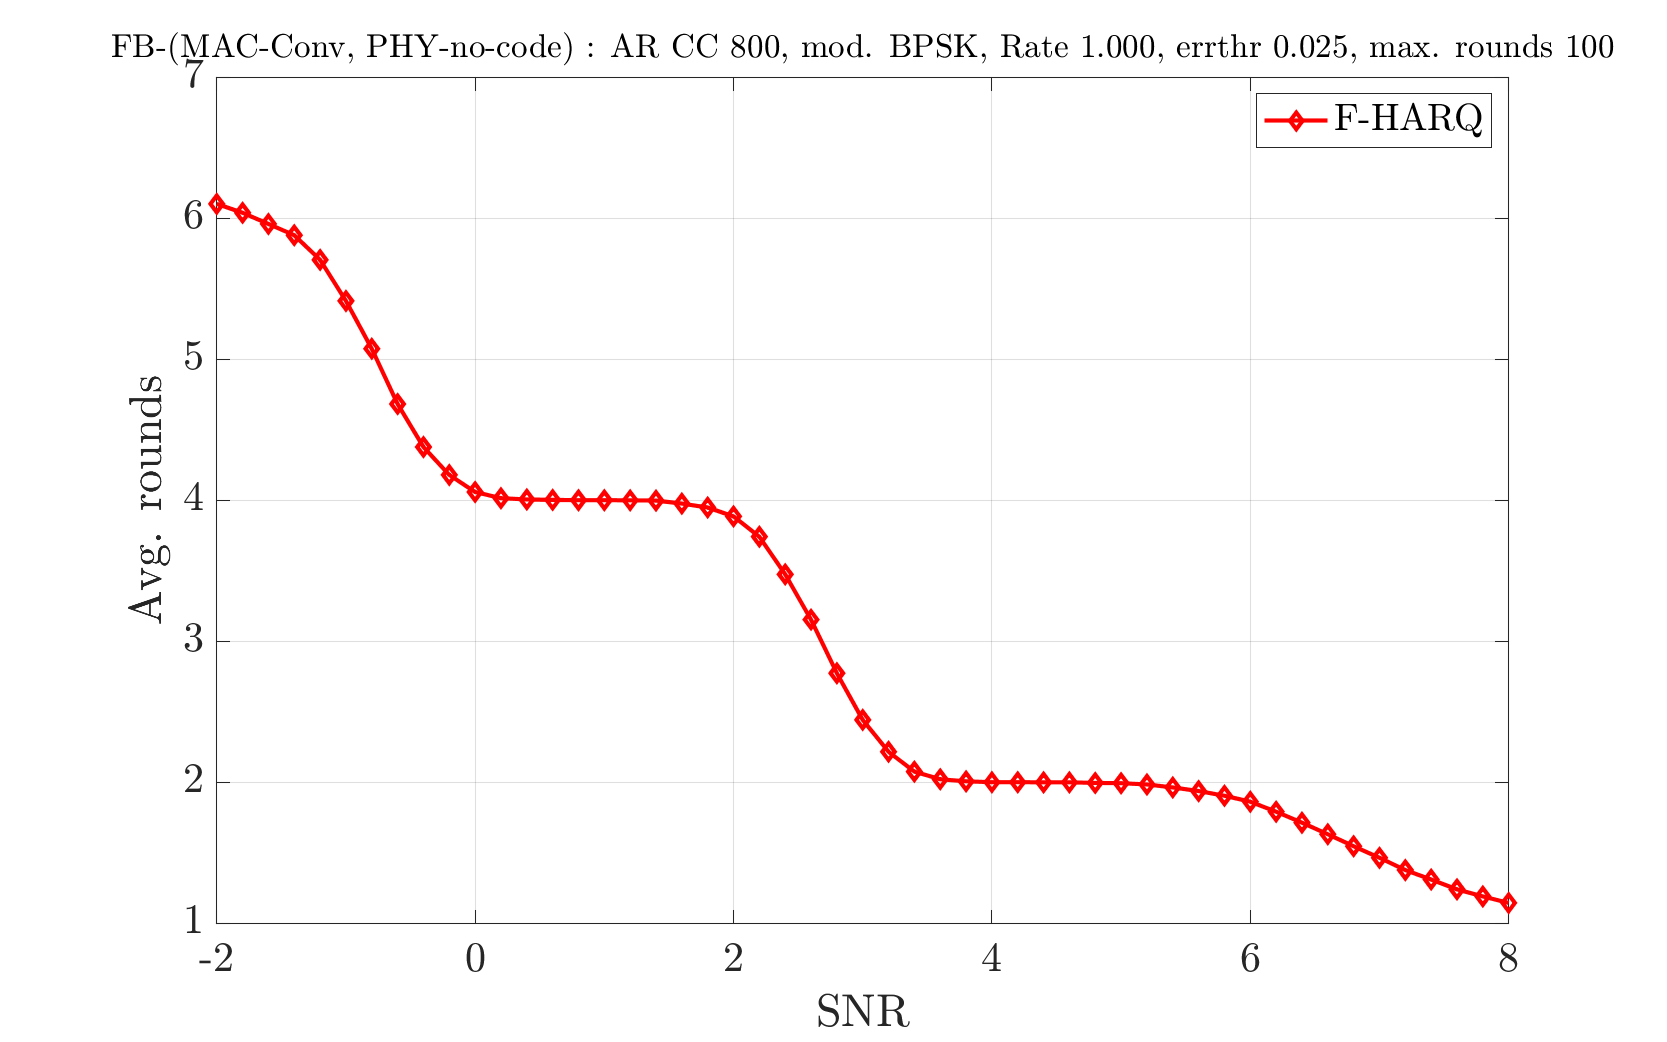 FB-(MAC-Conv, PHY-no-code) : AR CC 800, mod. BPSK, Rate 1.000, errthr 0.025, max. rounds 100
F-HARQ
7
6
5
4
3
2
1
Avg. rounds
-2 0 2 4 6 8
SNR